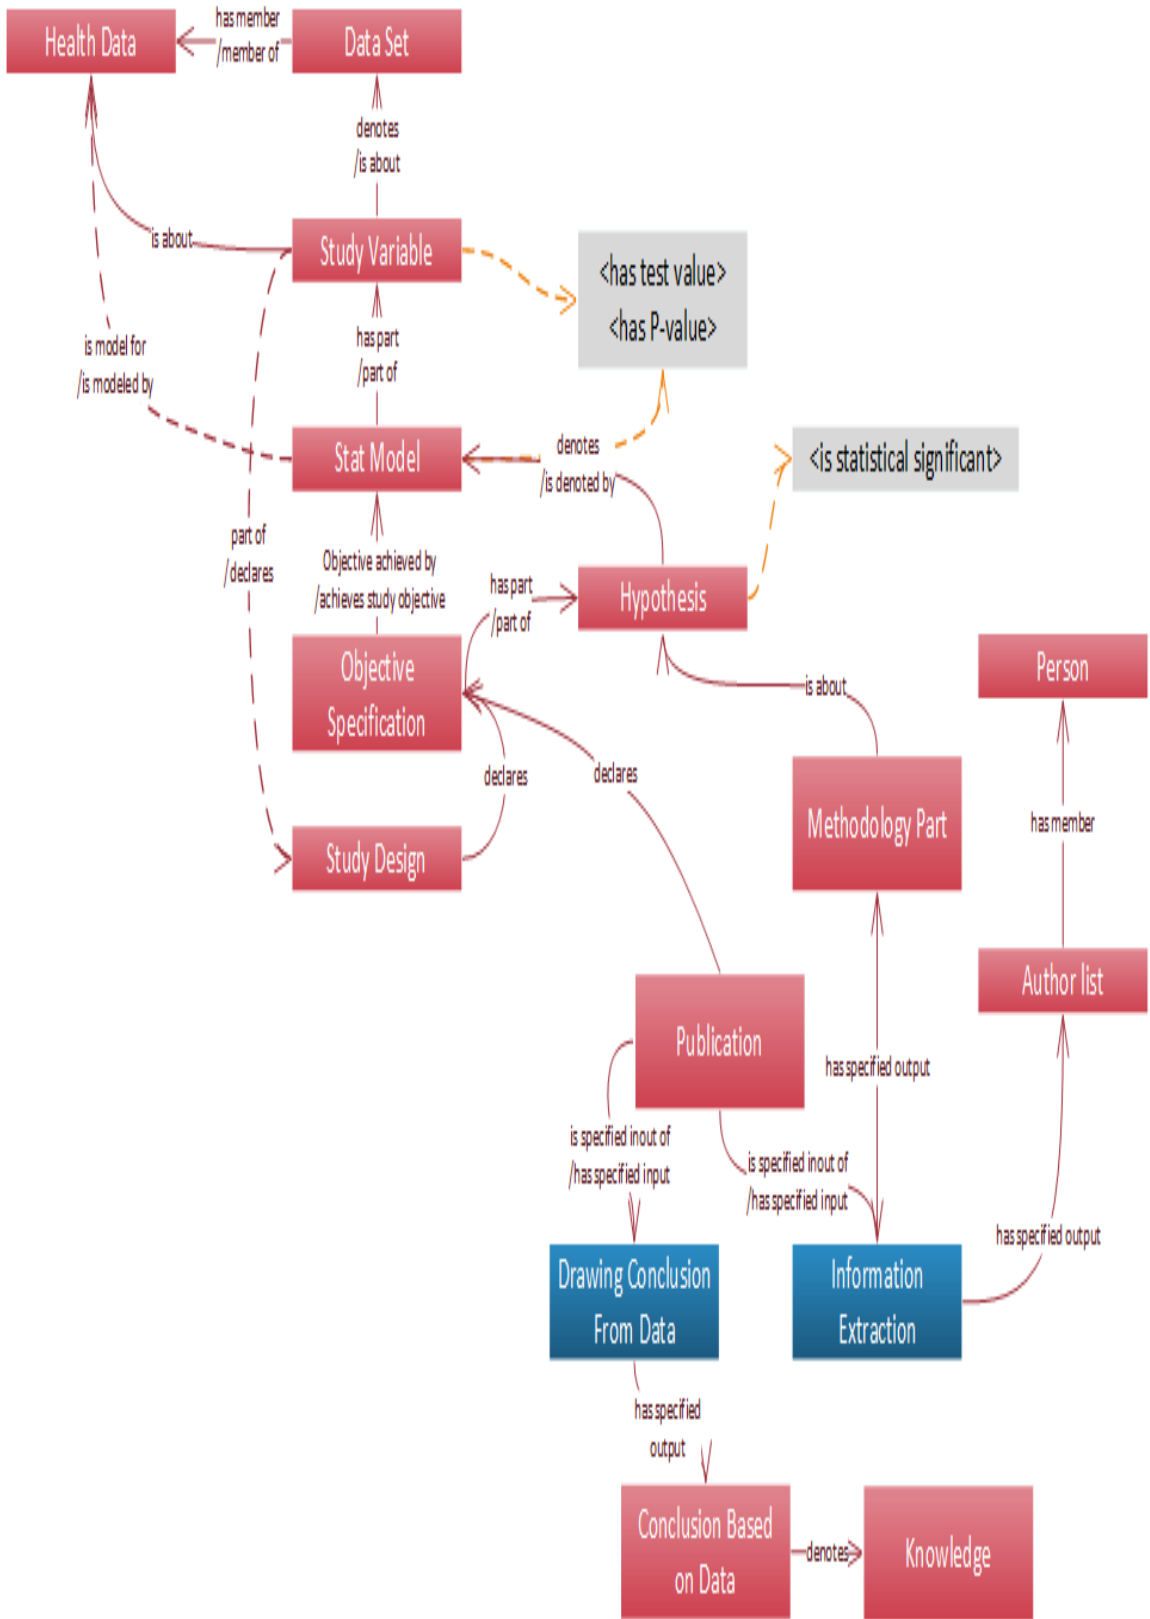 Health Data
has member
/member of
Data Set
denotes
/is about
is about
Study Variable
<has test value>
<has P-value>
has part
/part of
is model for
/is modeled by
Stat Model
denotes
/is denoted by
<is statistical significant>
part of
/declares
Objective achieved by
/achieves study objective
has part
/part of
Hypothesis
Objective
Specification
is about
Person
declares
declares
Methodology Part
has member
Study Design
Author list
Publication
has specified output
is specified inout of
/has specified input
is specified inout of
/has specified input
has specified output
Drawing Conclusion
From Data
Information
Extraction
has specified
output
Conclusion Based
on Data
denotes
Knowledge